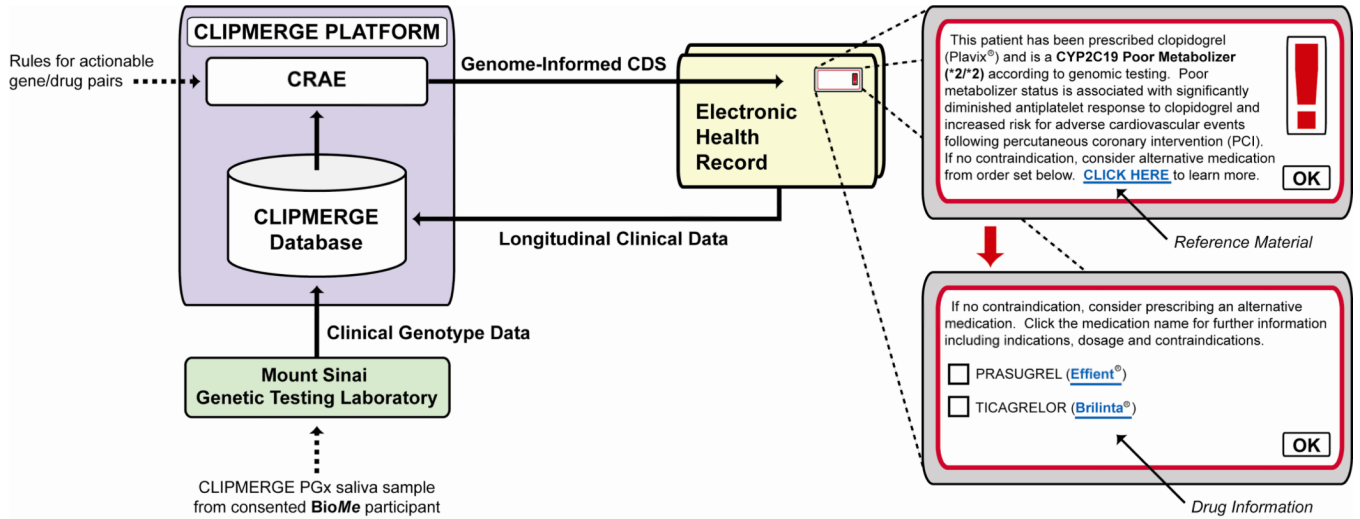 CLIPMERGE PLATFORM
Rules for actionable
gene/drug pairs
CRAE
Genome-Informed CDS
Electronic
Health
Record
CLIPMERGE
Database
Longitudinal Clinical Data
Clinical Genotype Data
Mount Sinai
Genetic Testing Laboratory
CLIPMERGE PGx saliva sample
from consented BioMe participant
This patient has been prescribed clopidogrel
(Plavix®) and is a CYP2C19 Poor Metabolizer
(*2/*2) according to genomic testing. Poor
metabolizer status is associated with significantly
diminished antiplatelet response to clopidogrel and
increased risk for adverse cardiovascular events
following percutaneous coronary intervention (PCI).
If no contraindication, consider alternative medication
from order set below. CLICK HERE to learn more.
!
OK
Reference Material
If no contraindication, consider prescribing an alternative
medication. Click the medication name for further information
including indications, dosage and contraindications.
PRASUGREL (Effient®)
TICAGRELOR (Brilinta®)
OK
Drug Information